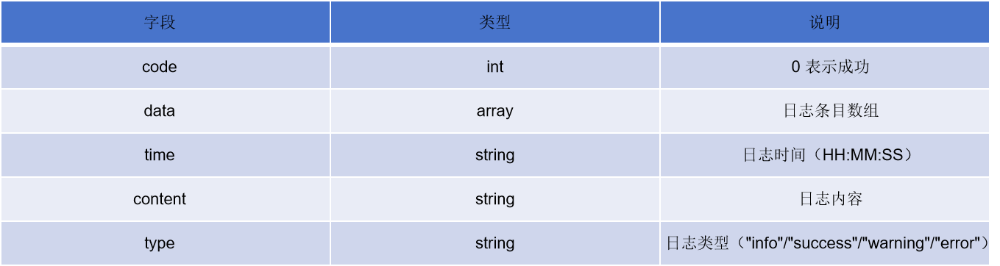 字段 类型 说明
code int 0 表示成功
data array 日志条目数组
time string 日志时间（HH:MM:SS）
content string 日志内容
type string 日志类型（"info"/"success"/"warning"/"error"）